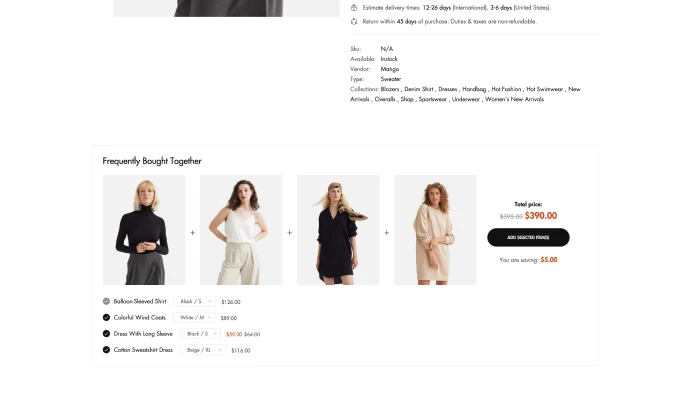 Estimate delivery times: 12-26 days (International), 3-6 days (United States).
Return within 45 days of purchase. Duties & taxes are non-refundable.
Sku: N/A
Available: Instock
Vendor: Mango
Type: Sweater
Collections: Blazers , Denim Shirt , Dresses , Handbag , Hot Fashion , Hot Swimwear , New
Arrivals , Overalls , Shop , Sportswear , Underwear , Women's New Arrivals
Frequently Bought Together
+ + +
Total price:
$395.00 $390.00
ADD SELECTED ITEM(S)
You are saving: $5.00
Balloon-Sleeved Shirt Black / S $126.00
Colorful Wind Coats White / M $89.00
Dress With Long Sleeve Black / S $59.00 $64.00
Cotton Sweatshirt Dress Beige / XL $116.00